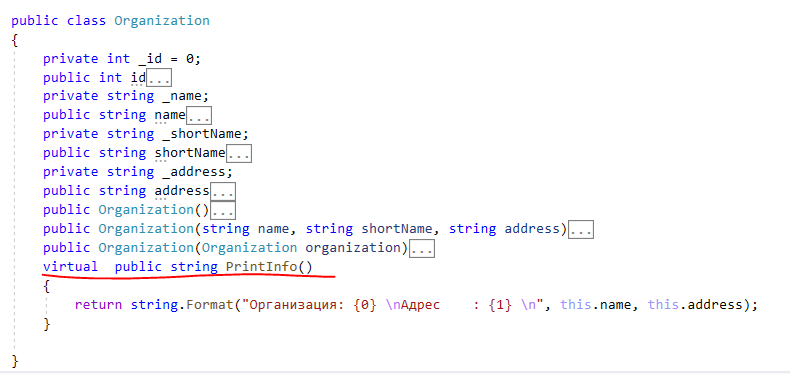 public class Organization
{
private int _id = 0;
public int id...
private string _name;
public string name...
private string _shortName;
public string shortName...
private string _address;
public string address...
public Organization()...
public Organization(string name, string shortName, string address)...
public Organization(Organization organization)...
virtual  public string PrintInfo()
{
return string.Format("Организация: {0} \nАдрес    : {1} \n", this.name, this.address);
}
}